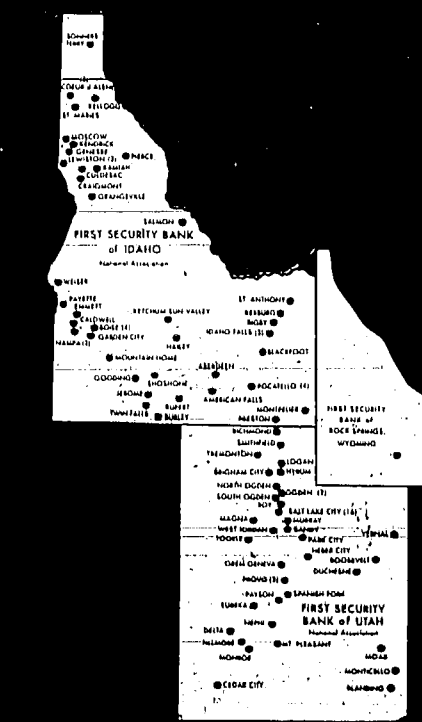 BONNERS
FERRY
COEUR d'ALENE
KELLOGG
ST. MARIES
MOSCOW
KENDRICK
GENESEE
LEWISTON (2)
PIERCE
KAMIAH
CULDESAC
CRAIGMONT
GRANGEVILLE
SALMON
FIRST SECURITY BANK
of IDAHO
National Association
WEISER
PAYETTE
EMMETT
CALDWELL
BOISE (4)
GARDEN CITY
NAMPA (2)
KETCHUM SUN VALLEY
HAILEY
MOUNTAIN HOME
ST ANTHONY
REXBURG
RIGBY
IDAHO FALLS (3)
BLACKFOOT
ABERDEEN
GOODING
SHOSHONE
POCATELLO (4)
JEROME
RUPERT
AMERICAN FALLS
TWIN FALLS
BURLEY
MONTPELIER
PRESTON
FIRST SECURITY
BANK of
ROCK SPRINGS,
WYOMING
RICHMOND
SMITHFIELD
TREMONTON
LOGAN
BRIGHAM CITY
HYRUM
NORTH OGDEN
OGDEN (2)
SOUTH OGDEN
ROY
SALT LAKE CITY (16)
MAGNA
MURRAY
WEST JORDAN
SANDY
TOOELE
PARK CITY
VERNAL
HEBER CITY
ROOSEVELT
OREM GENEVA
DUCHESNE
PROVO (3)
PAYSON
SPANISH FORK
EUREKA
FIRST SECURITY
BANK of UTAH
National Association
NEPHI
DELTA
FILLMORE
MT. PLEASANT
MONROE
MOAB
MONTICELLO
CEDAR CITY
BLANDING